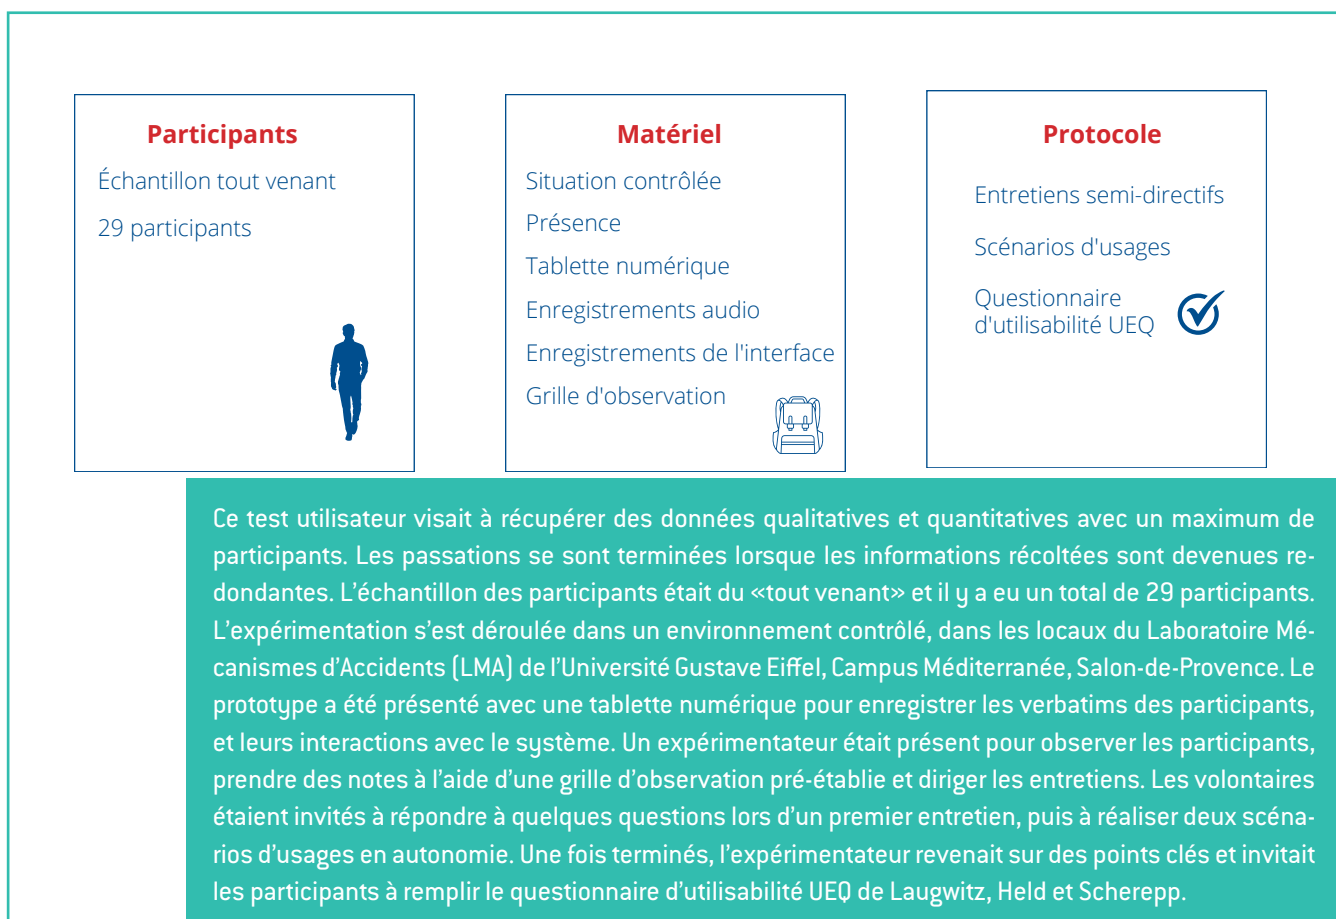 Participants
Échantillon tout venant
29 participants
Matériel
Situation contrôlée
Présence
Tablette numérique
Enregistrements audio
Enregistrements de l'interface
Grille d'observation
Protocole
Entretiens semi-directifs
Scénarios d'usages
Questionnaire
d'utilisabilité UEQ
Ce test utilisateur visait à récupérer des données qualitatives et quantitatives avec un maximum de
participants. Les passations se sont terminées lorsque les informations récoltées sont devenues re-
dondantes. L’échantillon des participants était du «tout venant» et il y a eu un total de 29 participants.
L’expérimentation s’est déroulée dans un environnement contrôlé, dans les locaux du Laboratoire Mé-
canismes d’Accidents (LMA) de l’Université Gustave Eiffel, Campus Méditerranée, Salon-de-Provence. Le
prototype a été présenté avec une tablette numérique pour enregistrer les verbatims des participants,
et leurs interactions avec le système. Un expérimentateur était présent pour observer les participants,
prendre des notes à l’aide d’une grille d’observation pré-établie et diriger les entretiens. Les volontaires
étaient invités à répondre à quelques questions lors d’un premier entretien, puis à réaliser deux scéna-
rios d’usages en autonomie. Une fois terminés, l’expérimentateur revenait sur des points clés et invitait
les participants à remplir le questionnaire d’utilisabilité UEQ de Laugwitz, Held et Scherepp.